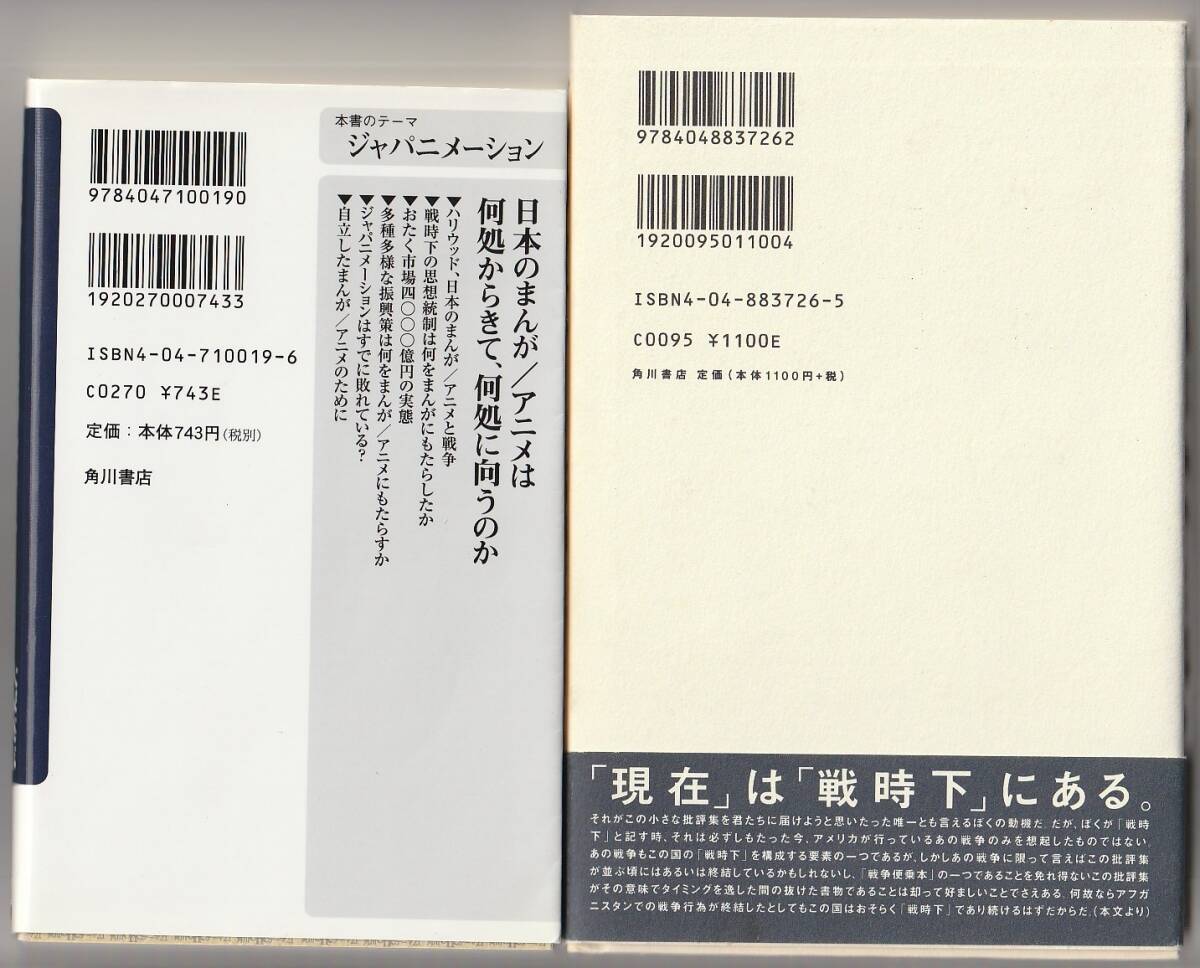 9784047100190
1920270007433
ISBN4-04-710019-6
C0270 ¥743E
定価：本体743円(税別)
角川書店
本書のテーマ
ジャパニメーション
日本のまんが／アニメは
何処からきて、何処に向うのか
▼ハリウッド、日本のまんが／アニメと戦争
▼戦時下の思想統制は何をまんがにもたらしたか
▼おたく市場四〇〇〇億円の実態
▼多種多様な振興策は何をまんが／アニメにもたらすか
▼ジャパニメーションはすでに敗れている？
▼自立したまんが／アニメのために
9784048837262
1920095011004
ISBN4-04-883726-5
C0095 ¥1100E
角川書店 定価(本体1100円+税)
「現在」は「戦時下」にある。
それがこの小さな批評集を君たちに届けようと思いたった唯一とも言えるぼくの動機だ。だが、ぼくが「戦時
下」と記す時、それは必ずしもたった今、アメリカが行っているあの戦争のみを想起したものではない。
あの戦争もこの国の「戦時下」を構成する要素の一つであるが、しかしあの戦争に限って言えばこの批評集
が並ぶ頃にはあるいは終結しているかもしれないし、「戦争便乗本」の一つであることを免れ得ないこの批評集
がその意味でタイミングを逸した間の抜けた書物であることは却って好ましいことでさえある。何故ならアフガ
ニスタンでの戦争行為が終結したとしてもこの国はおそらく「戦時下」であり続けるはずだからだ。(本文より)